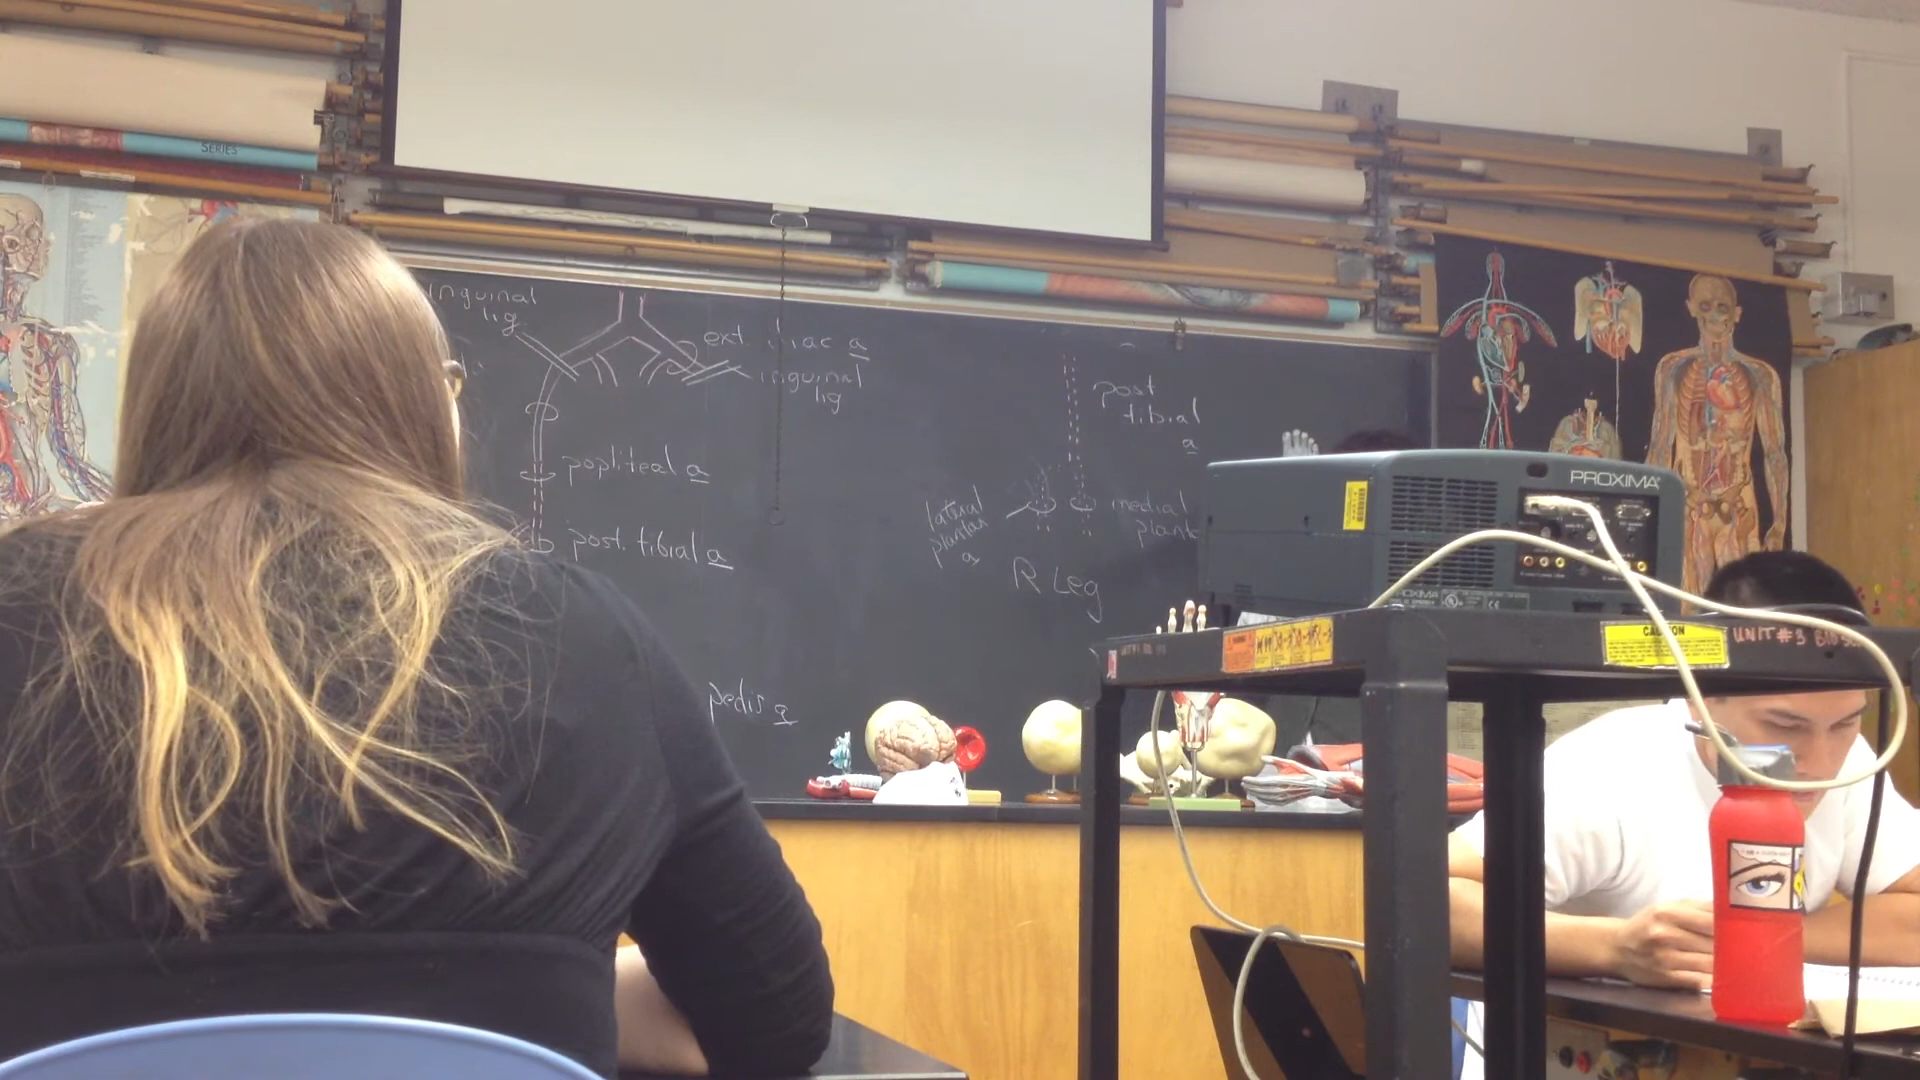 SERIES
inguinal
lig
ext. iliac a
inguinal
lig
popliteal a
post. tibial a
pedis a
post
tibial
a
lateral
plantar
a
medial
plant
R Leg
PROXIMA
PROXIMA
CAUTION
UNIT #3